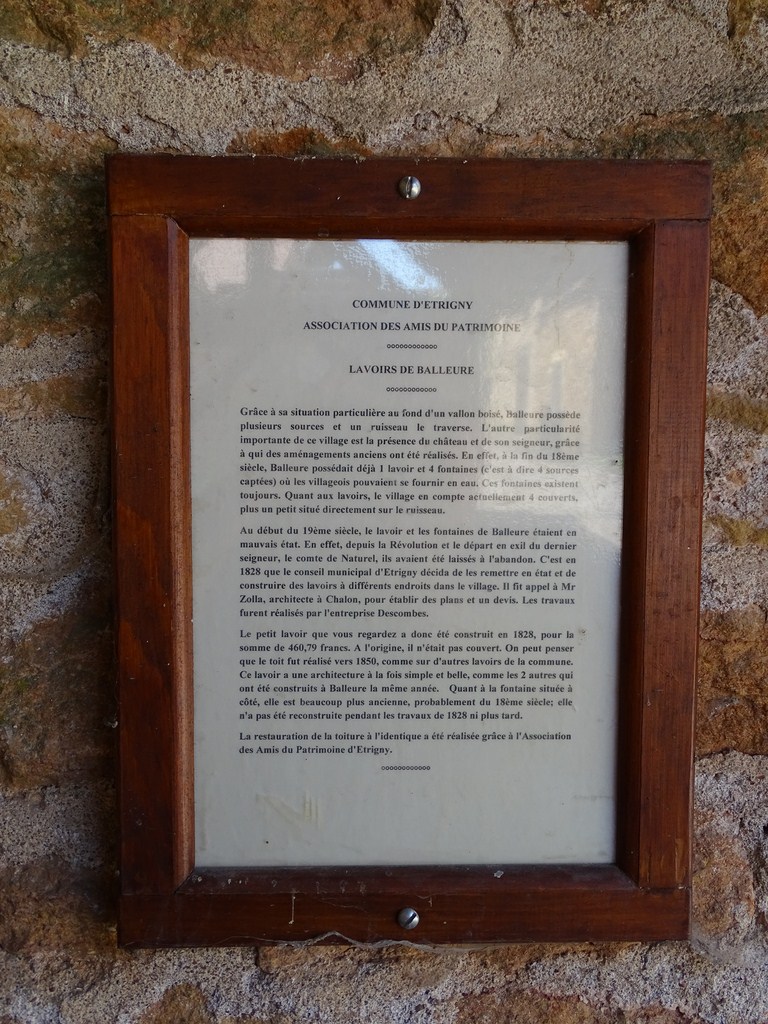 COMMUNE D'ETRIGNY
ASSOCIATION DES AMIS DU PATRIMOINE
°°°°°°°°°°°°
LAVOIRS DE BALLEURE
°°°°°°°°°°°°
Grâce à sa situation particulière au fond d'un vallon boisé, Balleure possède
plusieurs sources et un ruisseau le traverse. L'autre particularité
importante de ce village est la présence du château et de son seigneur, grâce
à qui des aménagements anciens ont été réalisés. En effet, à la fin du 18ème
siècle, Balleure possédait déjà 1 lavoir et 4 fontaines (c'est à dire 4 sources
captées) où les villageois pouvaient se fournir en eau. Ces fontaines existent
toujours. Quant aux lavoirs, le village en compte actuellement 4 couverts,
plus un petit situé directement sur le ruisseau.
Au début du 19ème siècle, le lavoir et les fontaines de Balleure étaient en
mauvais état. En effet, depuis la Révolution et le départ en exil du dernier
seigneur, le comte de Naturel, ils avaient été laissés à l'abandon. C'est en
1828 que le conseil municipal d'Etrigny décida de les remettre en état et de
construire des lavoirs à différents endroits dans le village. Il fit appel à Mr
Zolla, architecte à Chalon, pour établir des plans et un devis. Les travaux
furent réalisés par l'entreprise Descombes.
Le petit lavoir que vous regardez a donc été construit en 1828, pour la
somme de 460,79 francs. A l'origine, il n'était pas couvert. On peut penser
que le toit fut réalisé vers 1850, comme sur d'autres lavoirs de la commune.
Ce lavoir a une architecture à la fois simple et belle, comme les 2 autres qui
ont été construits à Balleure la même année. Quant à la fontaine située à
côté, elle est beaucoup plus ancienne, probablement du 18ème siècle; elle
n'a pas été reconstruite pendant les travaux de 1828 ni plus tard.
La restauration de la toiture à l'identique a été réalisée grâce à l'Association
des Amis du Patrimoine d'Etrigny.
°°°°°°°°°°°°